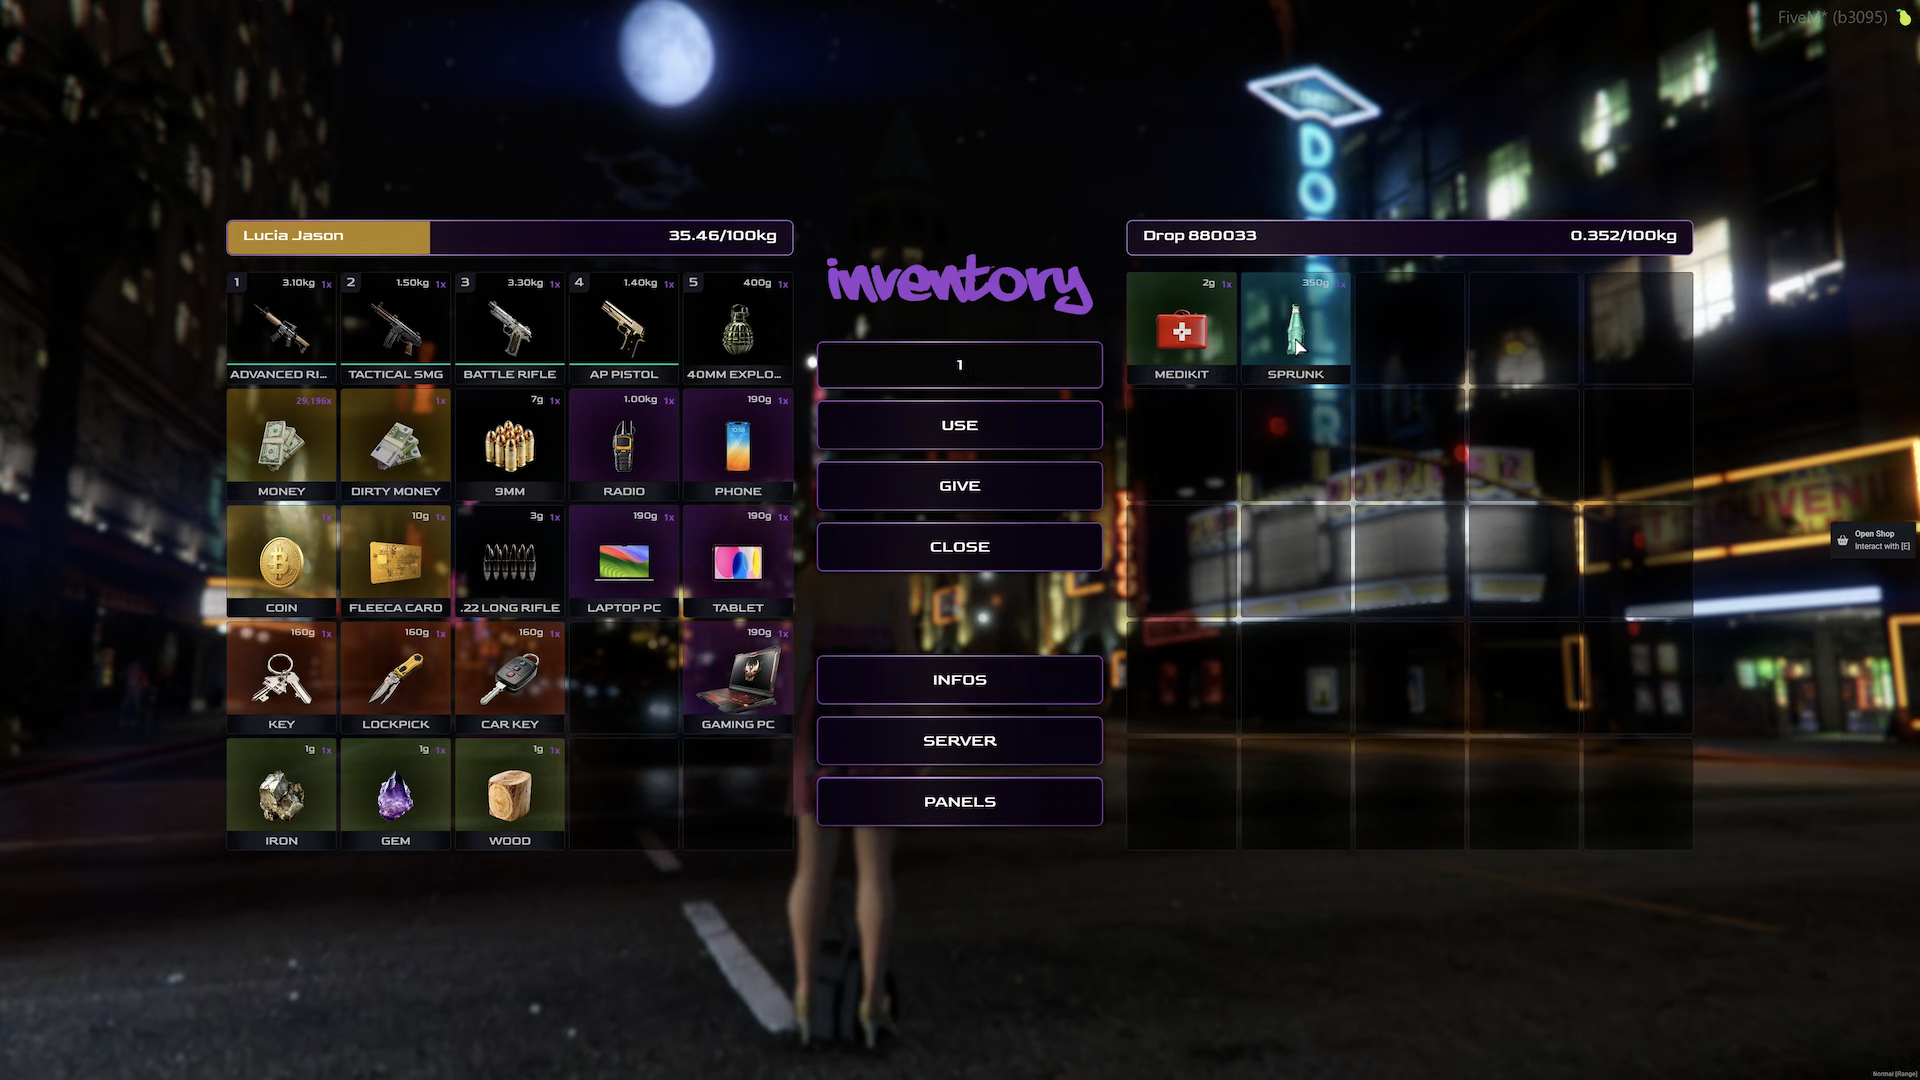 FiveM* (b3095)
Lucia Jason 35.46/100kg
inventory
Drop 880033 0.352/100kg
1 3.10kg 1x
2 1.50kg 1x
3 3.30kg 1x
4 1.40kg 1x
5 400g 1x
ADVANCED RI...
TACTICAL SMG
BATTLE RIFLE
AP PISTOL
40MM EXPLO...
29,196x
1x
7g 1x
1.00kg 1x
190g 1x
MONEY
DIRTY MONEY
9MM
RADIO
PHONE
1x
10g 1x
3g 1x
190g 1x
190g 1x
COIN
FLEECA CARD
.22 LONG RIFLE
LAPTOP PC
TABLET
160g 1x
160g 1x
160g 1x
190g 1x
KEY
LOCKPICK
CAR KEY
GAMING PC
1g 1x
1g 1x
1g 1x
IRON
GEM
WOOD
1
USE
GIVE
CLOSE
INFOS
SERVER
PANELS
2g 1x
350g 1x
MEDIKIT
SPRUNK
Open Shop
Interact with [E]
SOUVENI
Normal [Range]